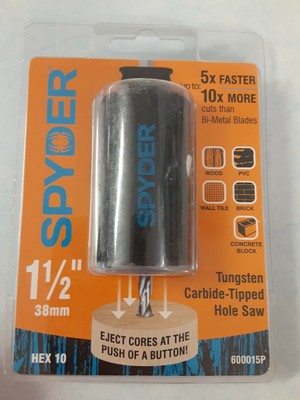 up to: 5x FASTER
10x MORE
cuts than
Bi-Metal Blades
SPYDER
SPYDER
WOOD
PVC
WALL TILE
BRICK
CONCRETE
BLOCK
1½"
38mm
Tungsten
Carbide-Tipped
Hole Saw
EJECT CORES AT THE
PUSH OF A BUTTON!
HEX 10
600015P